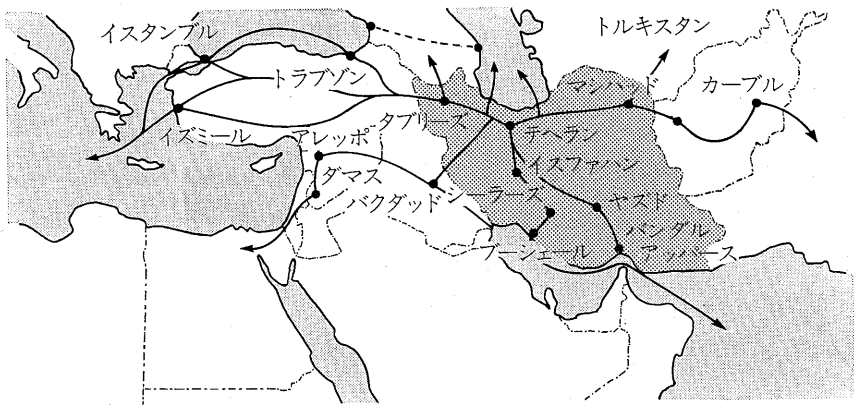 イスタンブル
トルキスタン
トラブゾン
マシハッド
カーブル
タブリーズ
イズミール
アレッポ
テヘラン
イスファハン
ダマス
バクダッド
シーラーズ
ヤスド
バンダル
アッバース
ブーシェール